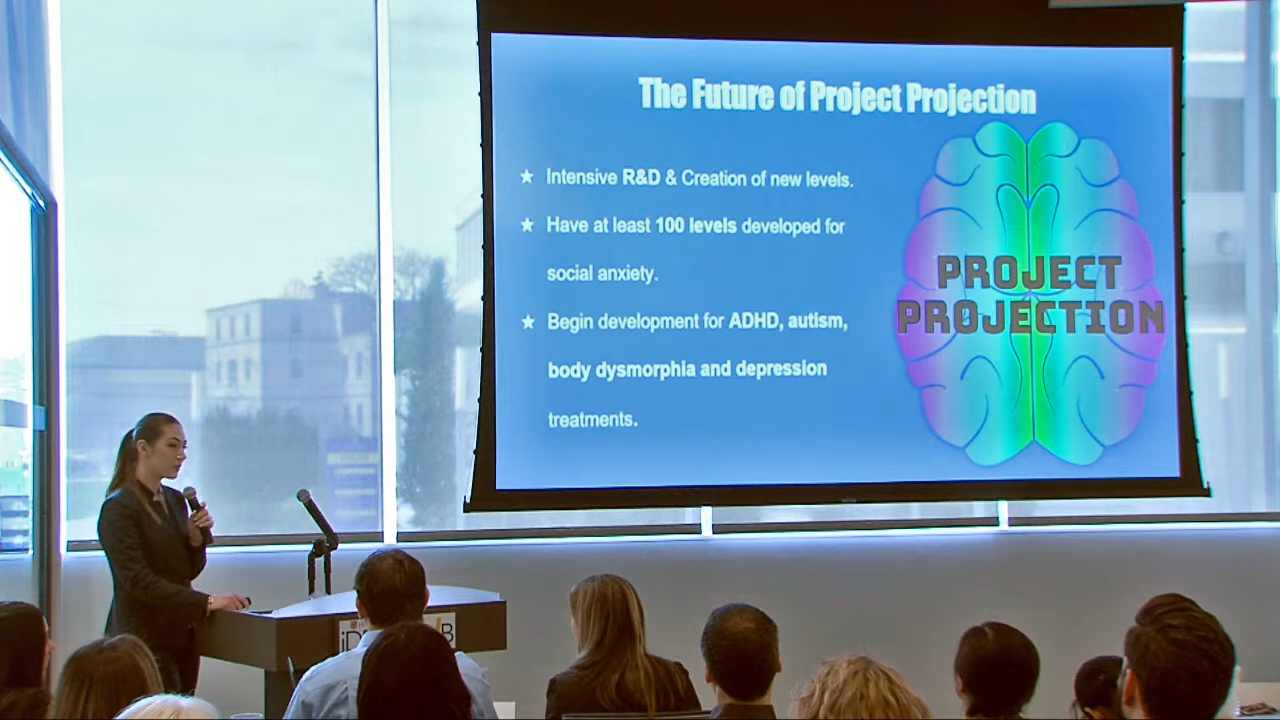 The Future of Project Projection
★ Intensive R&D & Creation of new levels.
★ Have at least 100 levels developed for
social anxiety.
★ Begin development for ADHD, autism,
body dysmorphia and depression
treatments.
PROJECT
PROJECTION